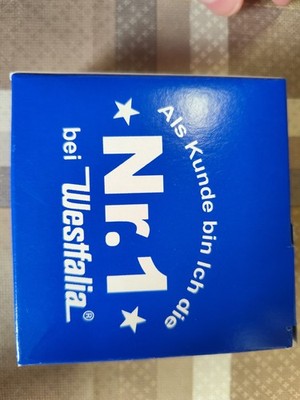 Als Kunde bin Ich die
★ Nr.1 ★
bei Westfalia®